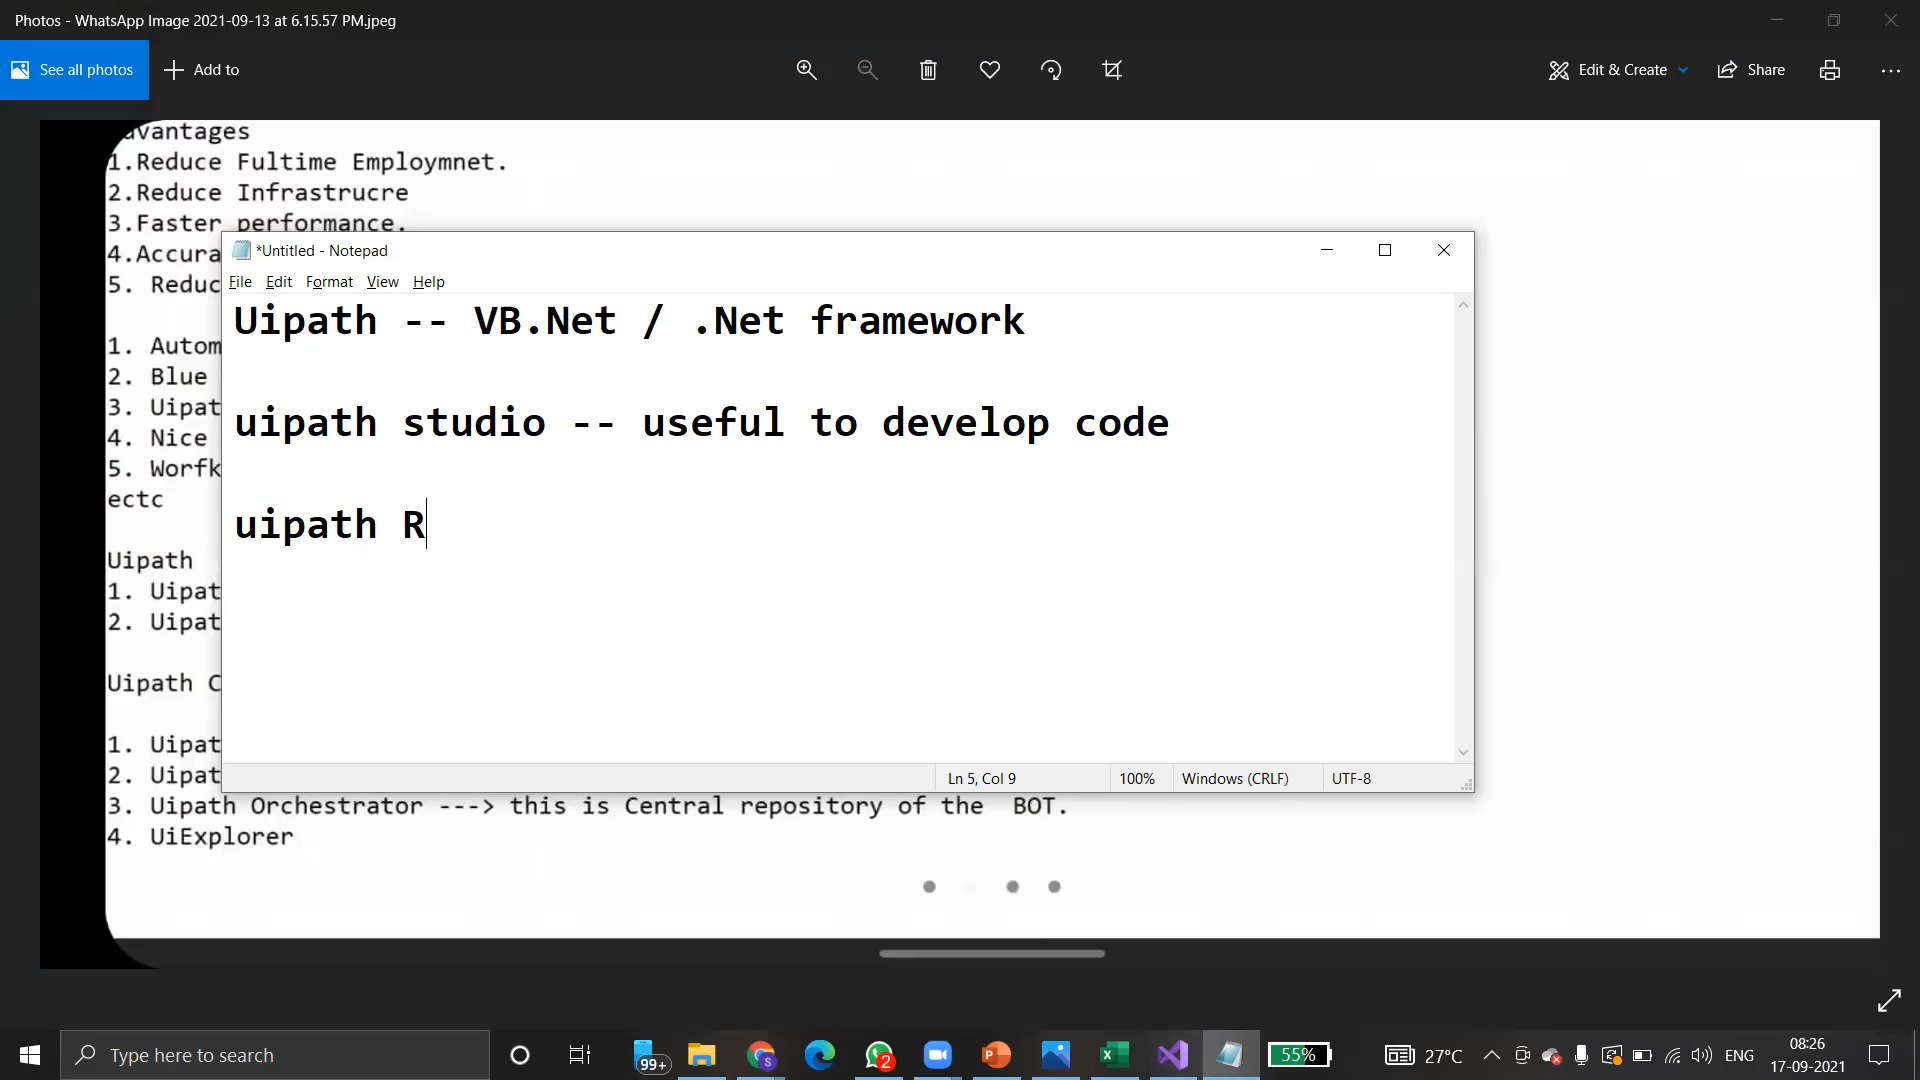 Photos - WhatsApp Image 2021-09-13 at 6.15.57 PM.jpeg
See all photos
Add to
Edit & Create
Share
1.Reduce Fultime Employmnet.
2.Reduce Infrastrucre
3.Faster performance.
4.Accura
5. Reduc
1. Autom
2. Blue
3. Uipat
4. Nice
5. Worfk
ectc
Uipath
1. Uipat
2. Uipat
Uipath C
1. Uipat
2. Uipat
3. Uipath Orchestrator ---> this is Central repository of the  BOT.
4. UiExplorer
*Untitled - Notepad
File Edit Format View Help
Uipath -- VB.Net / .Net framework
uipath studio -- useful to develop code
uipath R
Ln 5, Col 9 100% Windows (CRLF) UTF-8
Type here to search
99+
2
55%
27°C
ENG
08:26
17-09-2021